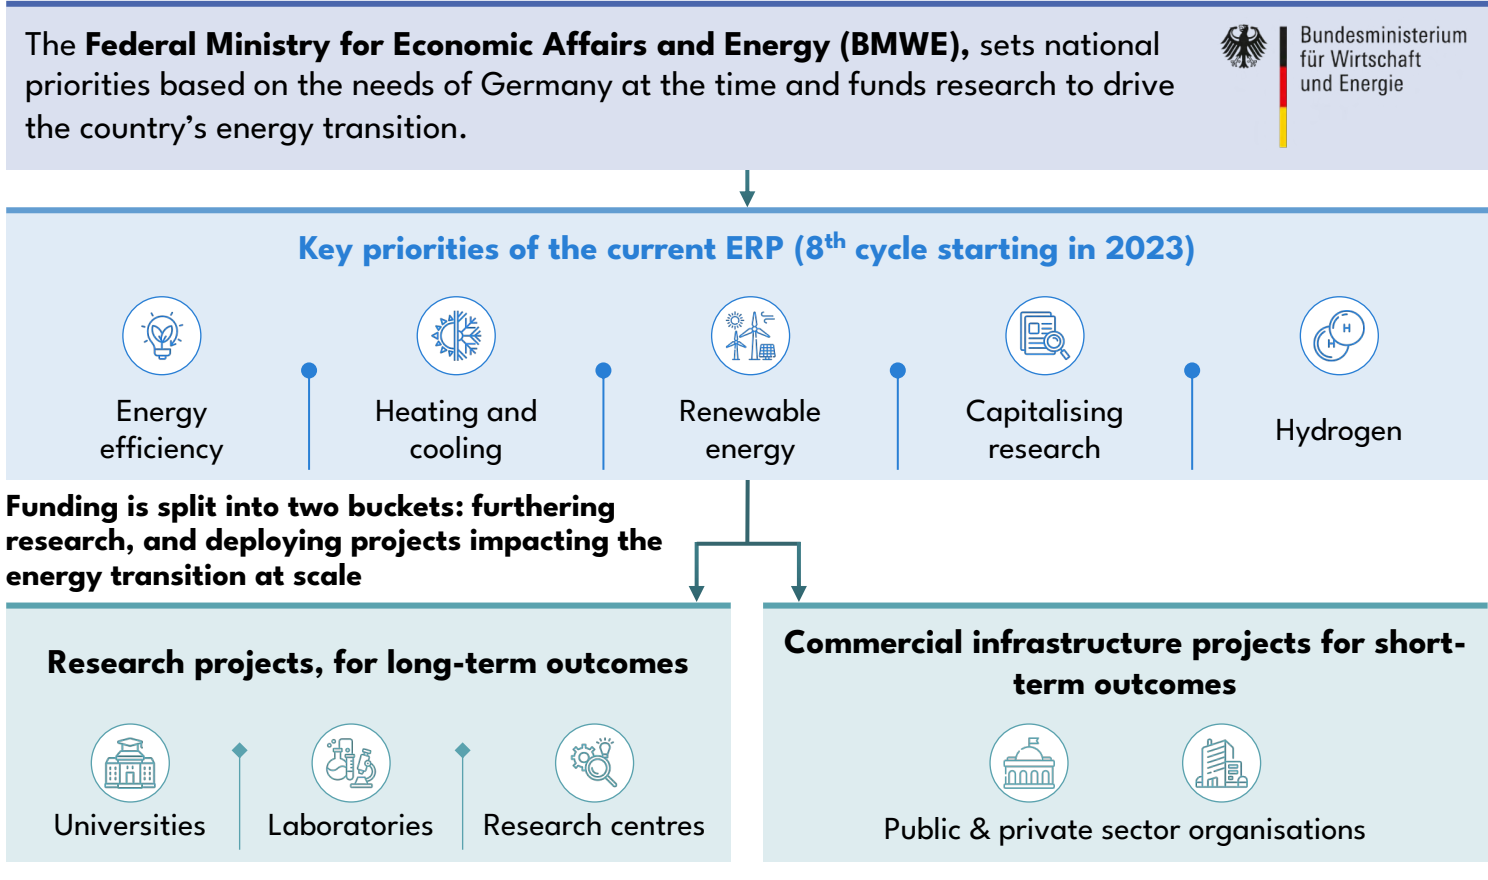 The Federal Ministry for Economic Affairs and Energy (BMWE), sets national
priorities based on the needs of Germany at the time and funds research to drive
the country’s energy transition.
Bundesministerium
für Wirtschaft
und Energie
Key priorities of the current ERP (8th cycle starting in 2023)
Energy
efficiency
Heating and
cooling
Renewable
energy
Capitalising
research
H
H
Hydrogen
Funding is split into two buckets: furthering
research, and deploying projects impacting the
energy transition at scale
Research projects, for long-term outcomes
Universities
Laboratories
Research centres
Commercial infrastructure projects for short-
term outcomes
Public & private sector organisations